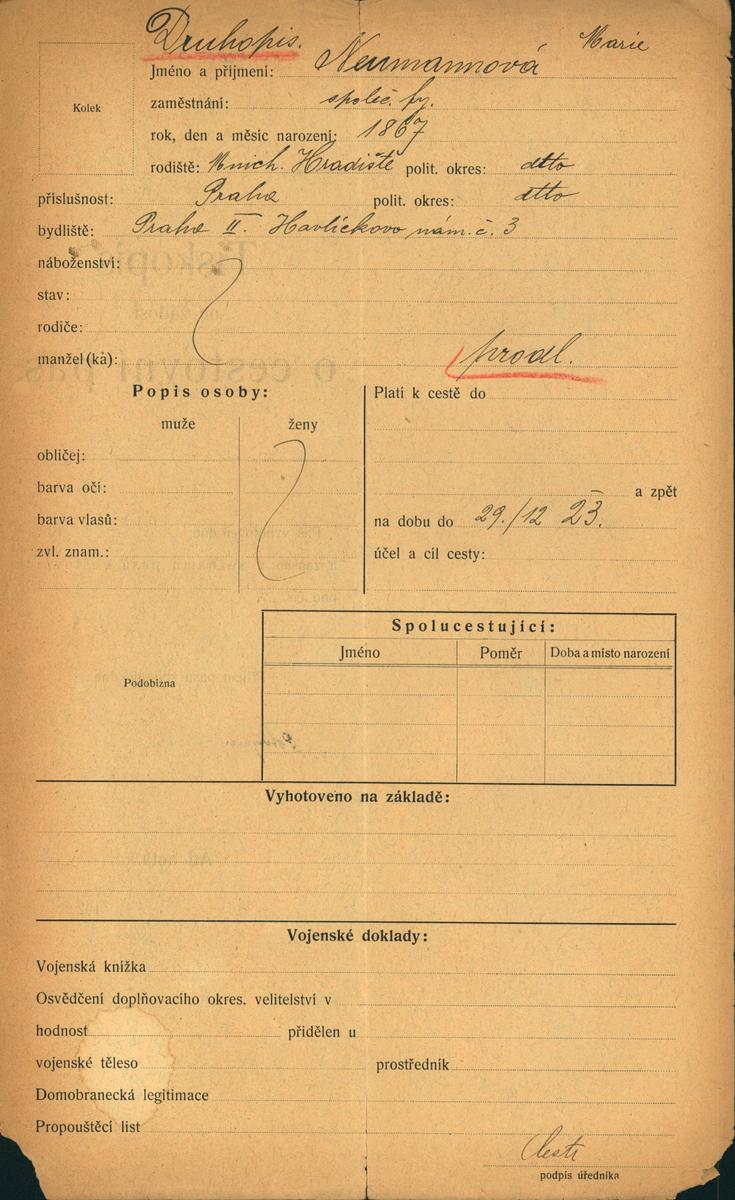 Druhopis.
Marie
Jméno a příjmení: Neumannová
Kolek
zaměstnání: společ. fy.
rok, den a měsíc narození: 1867
rodiště: Mnich. Hradiště polit. okres: dtto
příslušnost: Praha polit. okres: dtto
bydliště: Praha II. Havlíčkovo nám. č. 3
náboženství:
stav:
rodiče:
manžel (ka):
prodl.
Popis osoby:
muže ženy
obličej:
barva očí:
barva vlasů:
zvl. znam.:
Platí k cestě do
a zpět
na dobu do 29./12 23.
účel a cíl cesty:
Podobizna
Spolucestující:
Jméno Poměr Doba a místo narození
Vyhotoveno na základě:
Vojenské doklady:
Vojenská knížka
Osvědčení doplňovacího okres. velitelství v
hodnost přidělen u
vojenské těleso prostředník
Domobranecká legitimace
Propouštěcí list
podpis úředníka